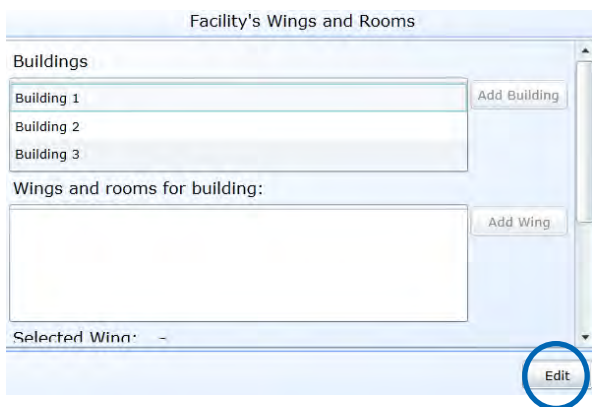 Facility's Wings and Rooms
Buildings
Building 1
Add Building
Building 2
Building 3
Wings and rooms for building:
Add Wing
Selected Wing: -
Edit